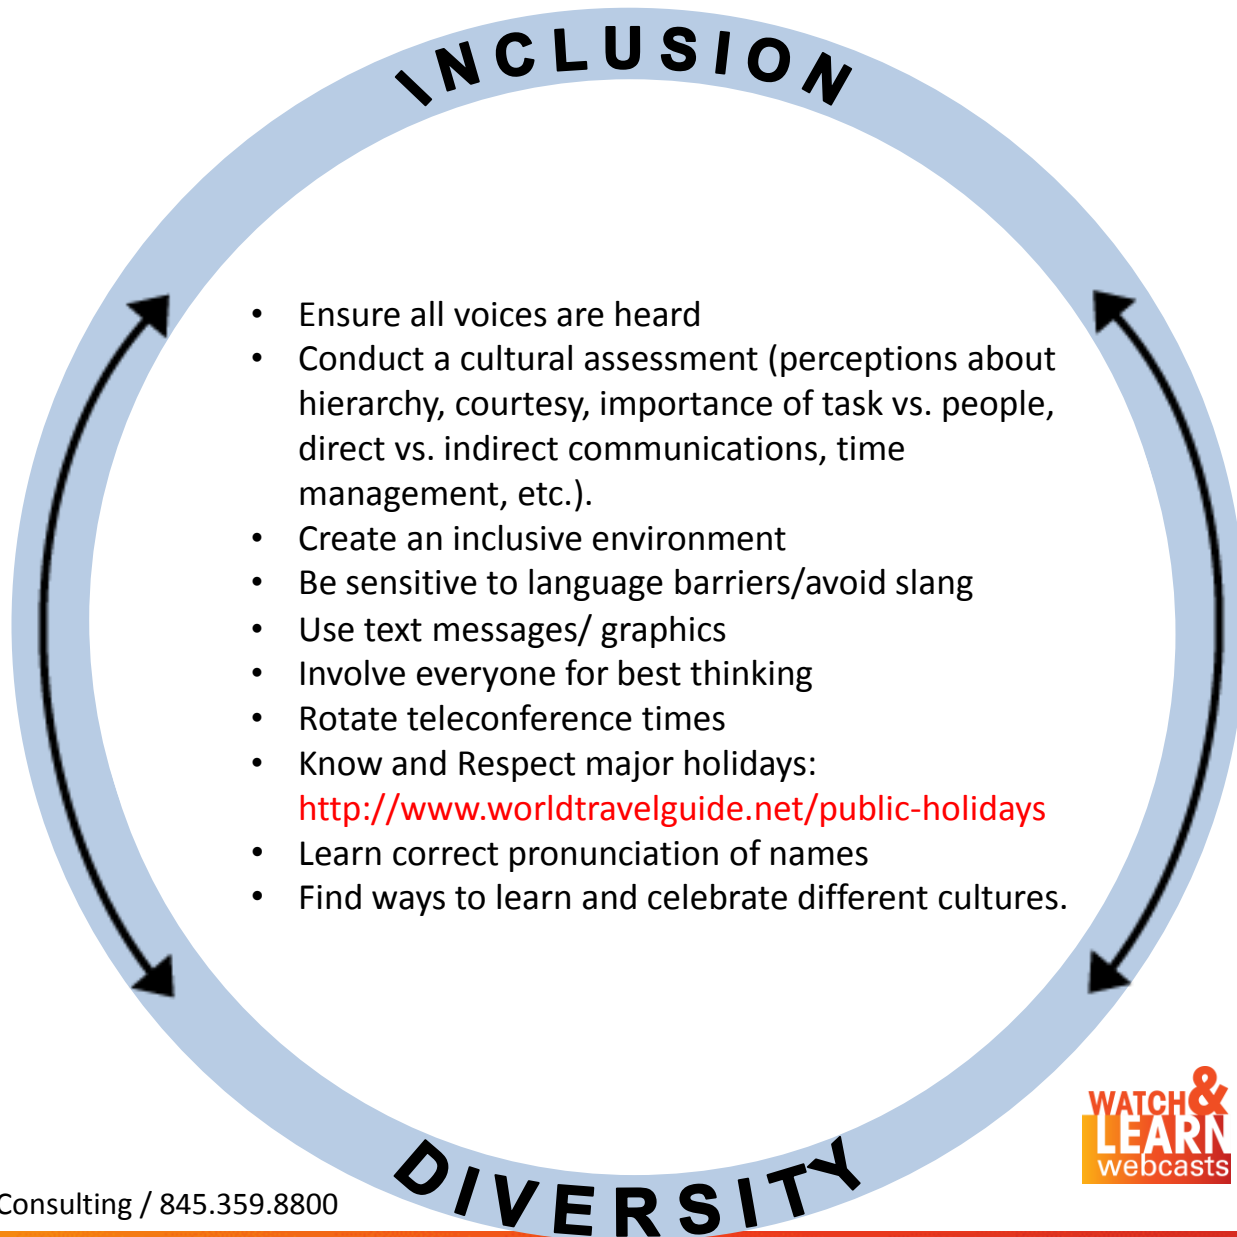 INCLUSION
• Ensure all voices are heard
• Conduct a cultural assessment (perceptions about
hierarchy, courtesy, importance of task vs. people,
direct vs. indirect communications, time
management, etc.).
• Create an inclusive environment
• Be sensitive to language barriers/avoid slang
• Use text messages/ graphics
• Involve everyone for best thinking
• Rotate teleconference times
• Know and Respect major holidays:
http://www.worldtravelguide.net/public-holidays
• Learn correct pronunciation of names
• Find ways to learn and celebrate different cultures.
WATCH&
LEARN
webcasts
DIVERSITY
Consulting / 845.359.8800